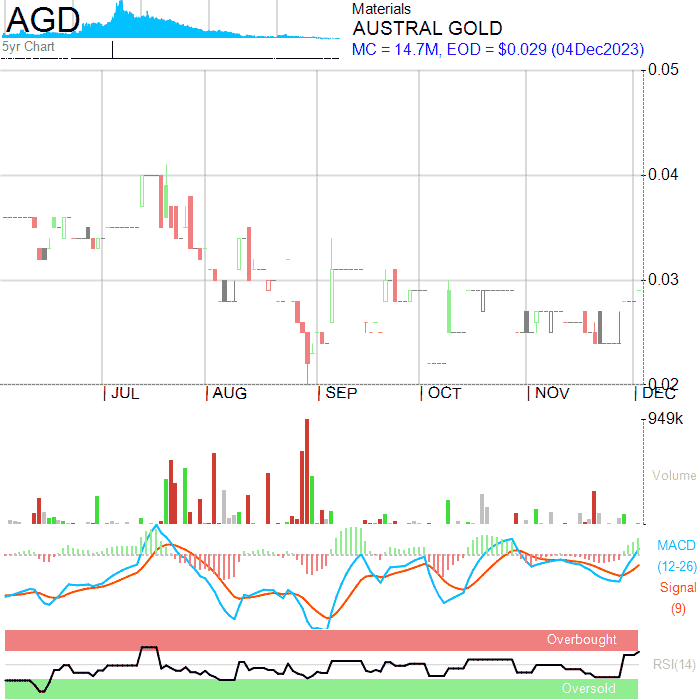 AGD
5yr Chart
Materials
AUSTRAL GOLD
MC = 14.7M, EOD = $0.029 (04Dec2023)
0.05
0.04
0.03
0.02
JUL AUG SEP OCT NOV DEC
949k
Volume
MACD
(12-26)
Signal
(9)
Overbought
RSI(14)
Oversold